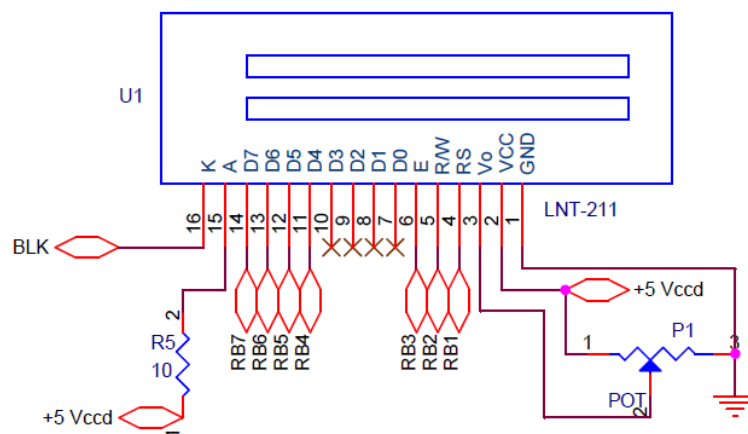 U1
K A D7 D6 D5 D4 D3 D2 D1 D0 E R/W RS Vo VCC GND
16 15 14 13 12 11 10 9 8 7 6 5 4 3 2 1
LNT-211
BLK
RB7 RB6 RB5 RB4 RB3 RB2 RB1
+5 Vccd
2
R5
10
+5 Vccd
1
1
P1
3
POT
2